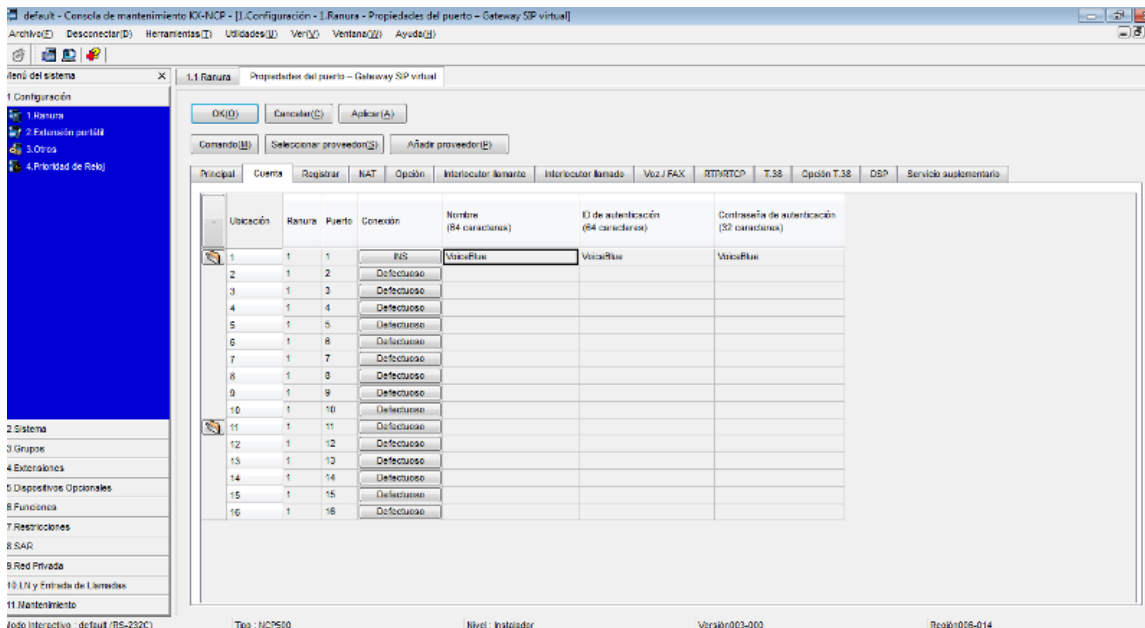 default - Consola de mantenimiento KX-NCP - [1.Configuración - 1.Ranura - Propiedades del puerto – Gateway SIP virtual]
Archivo(F) Desconectar(D) Herramientas(T) Utilidades(U) Ver(V) Ventana(W) Ayuda(H)
Menú del sistema X
1.1 Ranura Propiedades del puerto – Gateway SIP virtual
1 Configuración
1.Ranura
2.Extensión portátil
3.Otros
4.Prioridad de Reloj
OK(O) Cancelar(C) Aplicar(A)
Comando(M) Seleccionar proveedor(S) Añadir proveedor(P)
Principal Cuenta Registrar NAT Opción Interlocutor llamante Interlocutor llamado Voz / FAX RTP/RTCP T.38 Opción T.38 DSP Servicio suplementario
Ubicación Ranura Puerto Conexión Nombre (64 caracteres) ID de autenticación (64 caracteres) Contraseña de autenticación (32 caracteres)
1 1 1 INS VoiceBlue VoiceBlue VoiceBlue
2 1 2 Defectuoso
3 1 3 Defectuoso
4 1 4 Defectuoso
5 1 5 Defectuoso
6 1 6 Defectuoso
7 1 7 Defectuoso
8 1 8 Defectuoso
9 1 9 Defectuoso
10 1 10 Defectuoso
11 1 11 Defectuoso
12 1 12 Defectuoso
13 1 13 Defectuoso
14 1 14 Defectuoso
15 1 15 Defectuoso
16 1 16 Defectuoso
2.Sistema
3.Grupos
4.Extensiones
5.Dispositivos Opcionales
6.Funciones
7.Restricciones
8.SAR
9.Red Privada
10.LN y Entrada de Llamadas
11.Mantenimiento
Modo interactivo : default (RS-232C) Tipo : NCP500 Nivel : Instalador Versión003-000 Región006-014